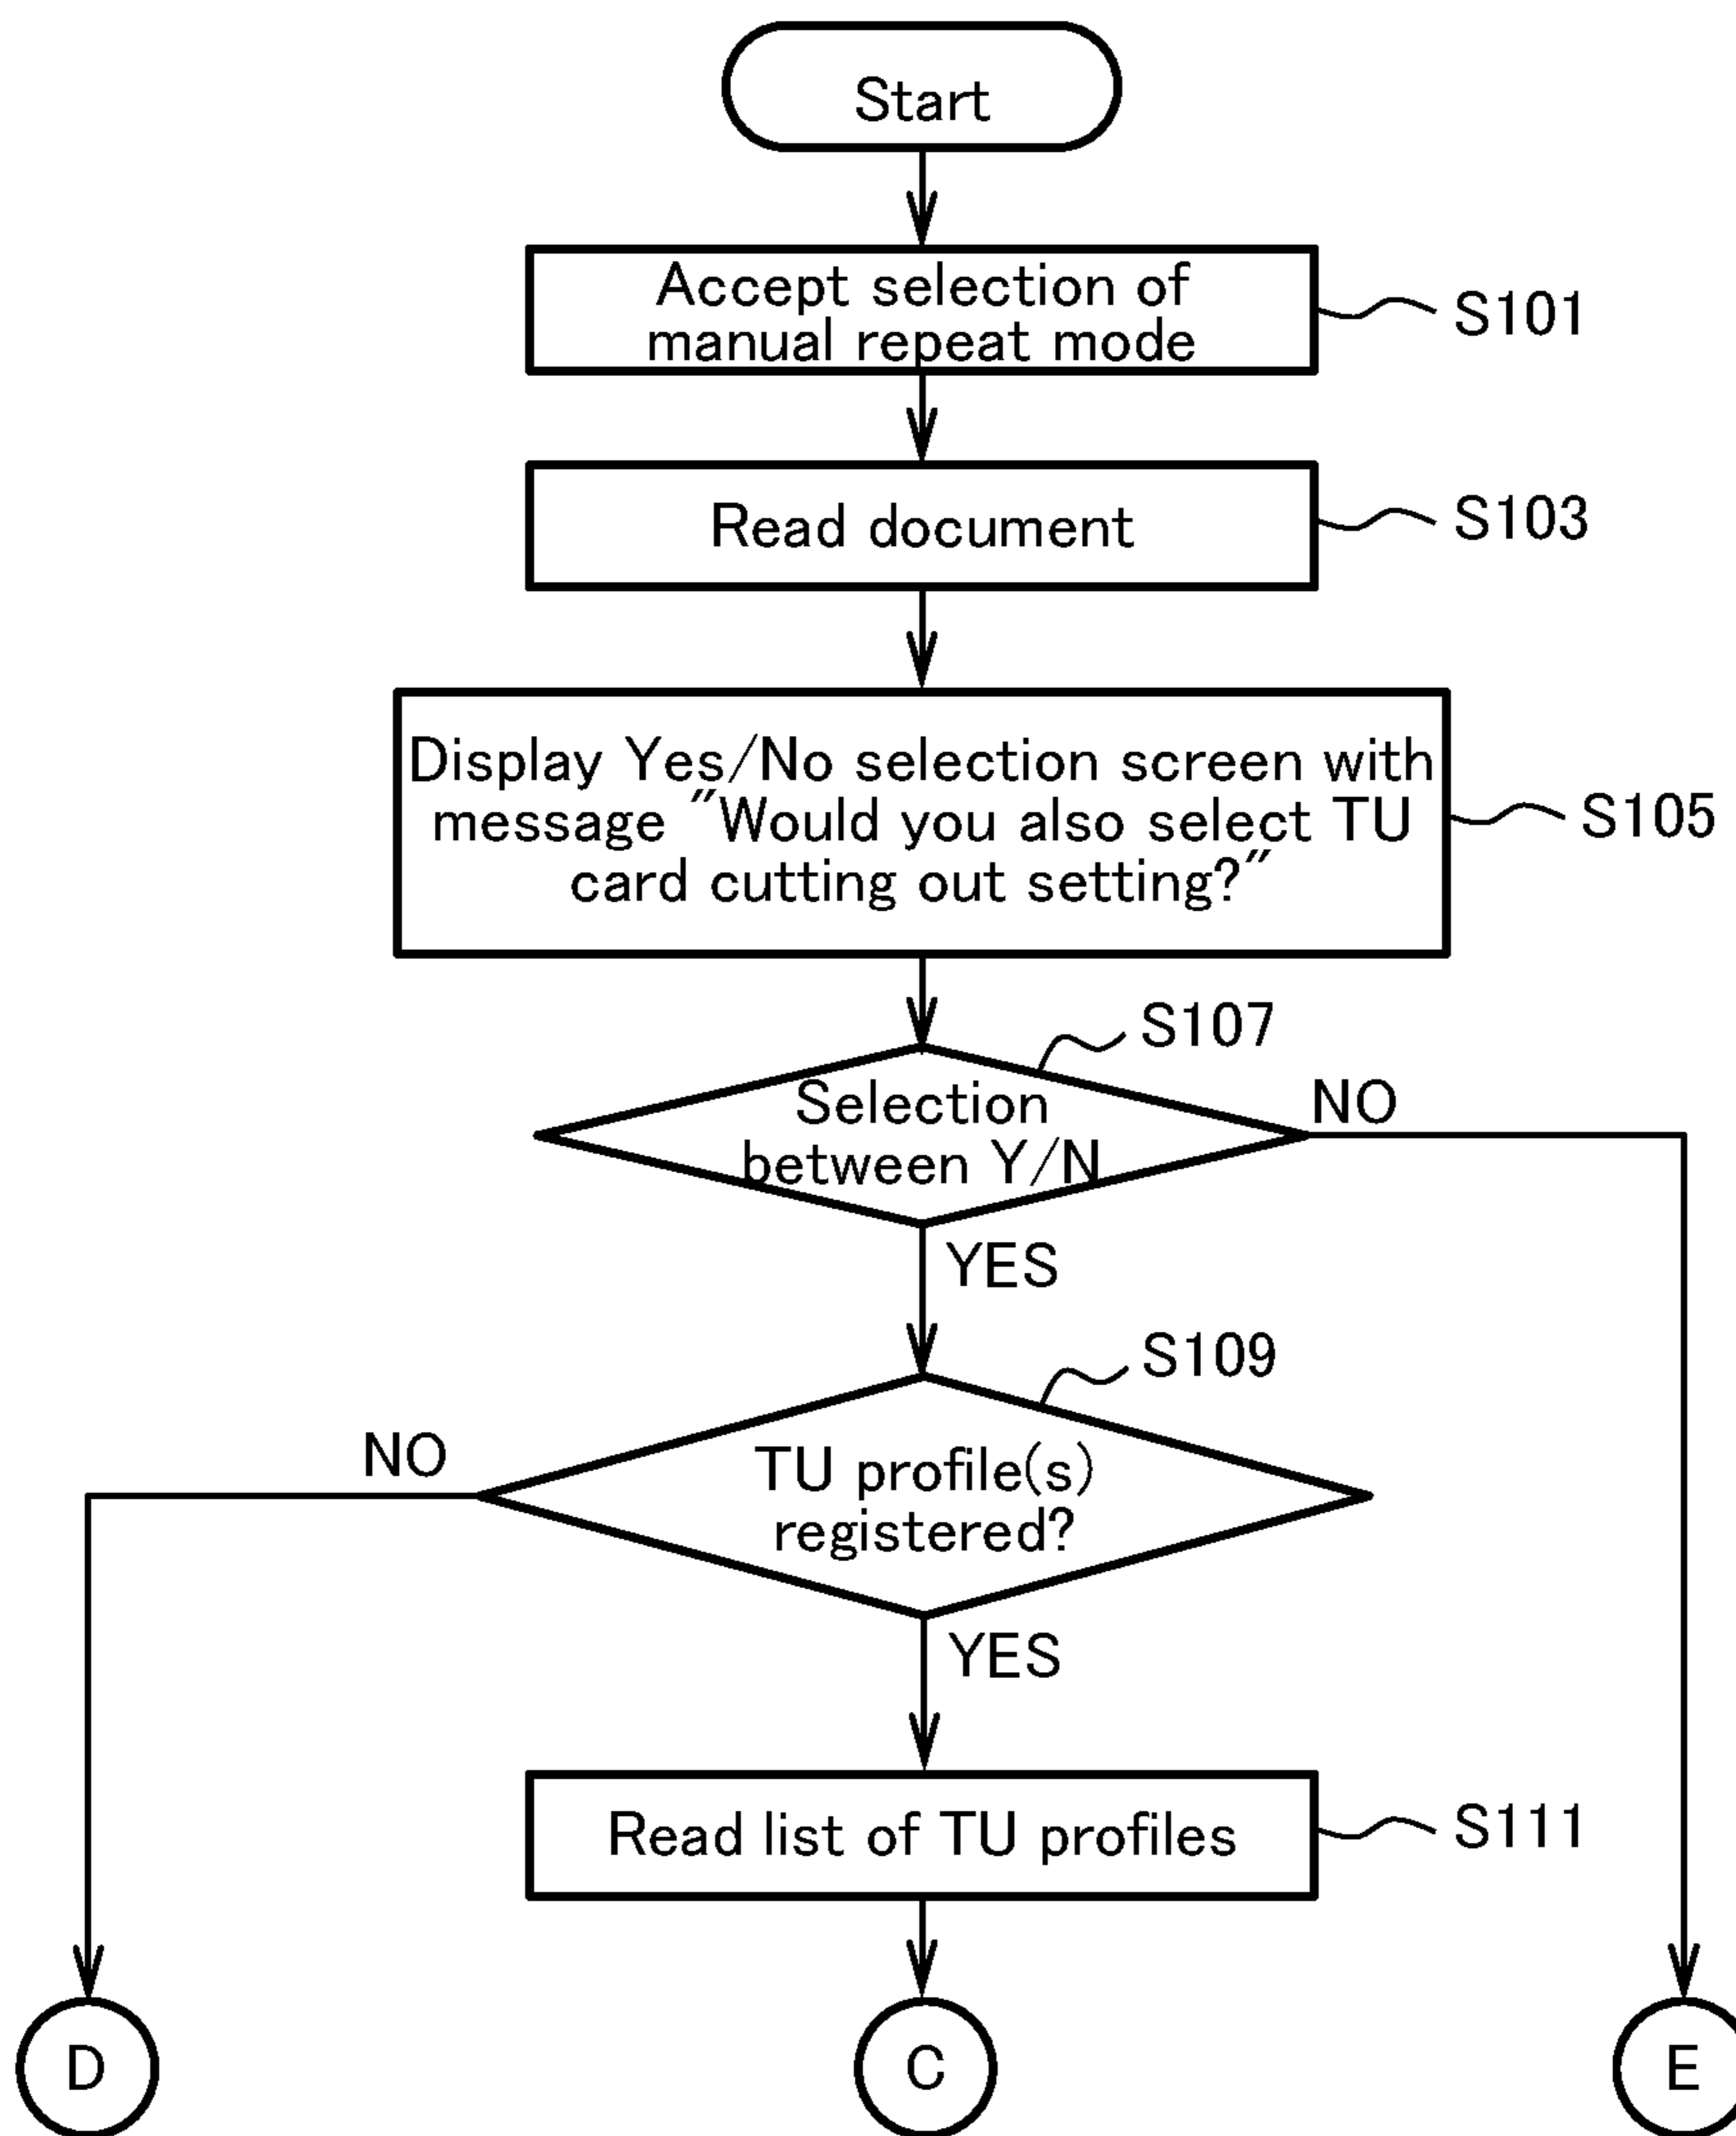 Start
Accept selection of
manual repeat mode
S101
Read document
S103
Display Yes/No selection screen with
message "Would you also select TU
card cutting out setting?"
S105
S107
Selection
between Y/N
NO
YES
S109
NO
TU profile(s)
registered?
YES
Read list of TU profiles
S111
D
C
E